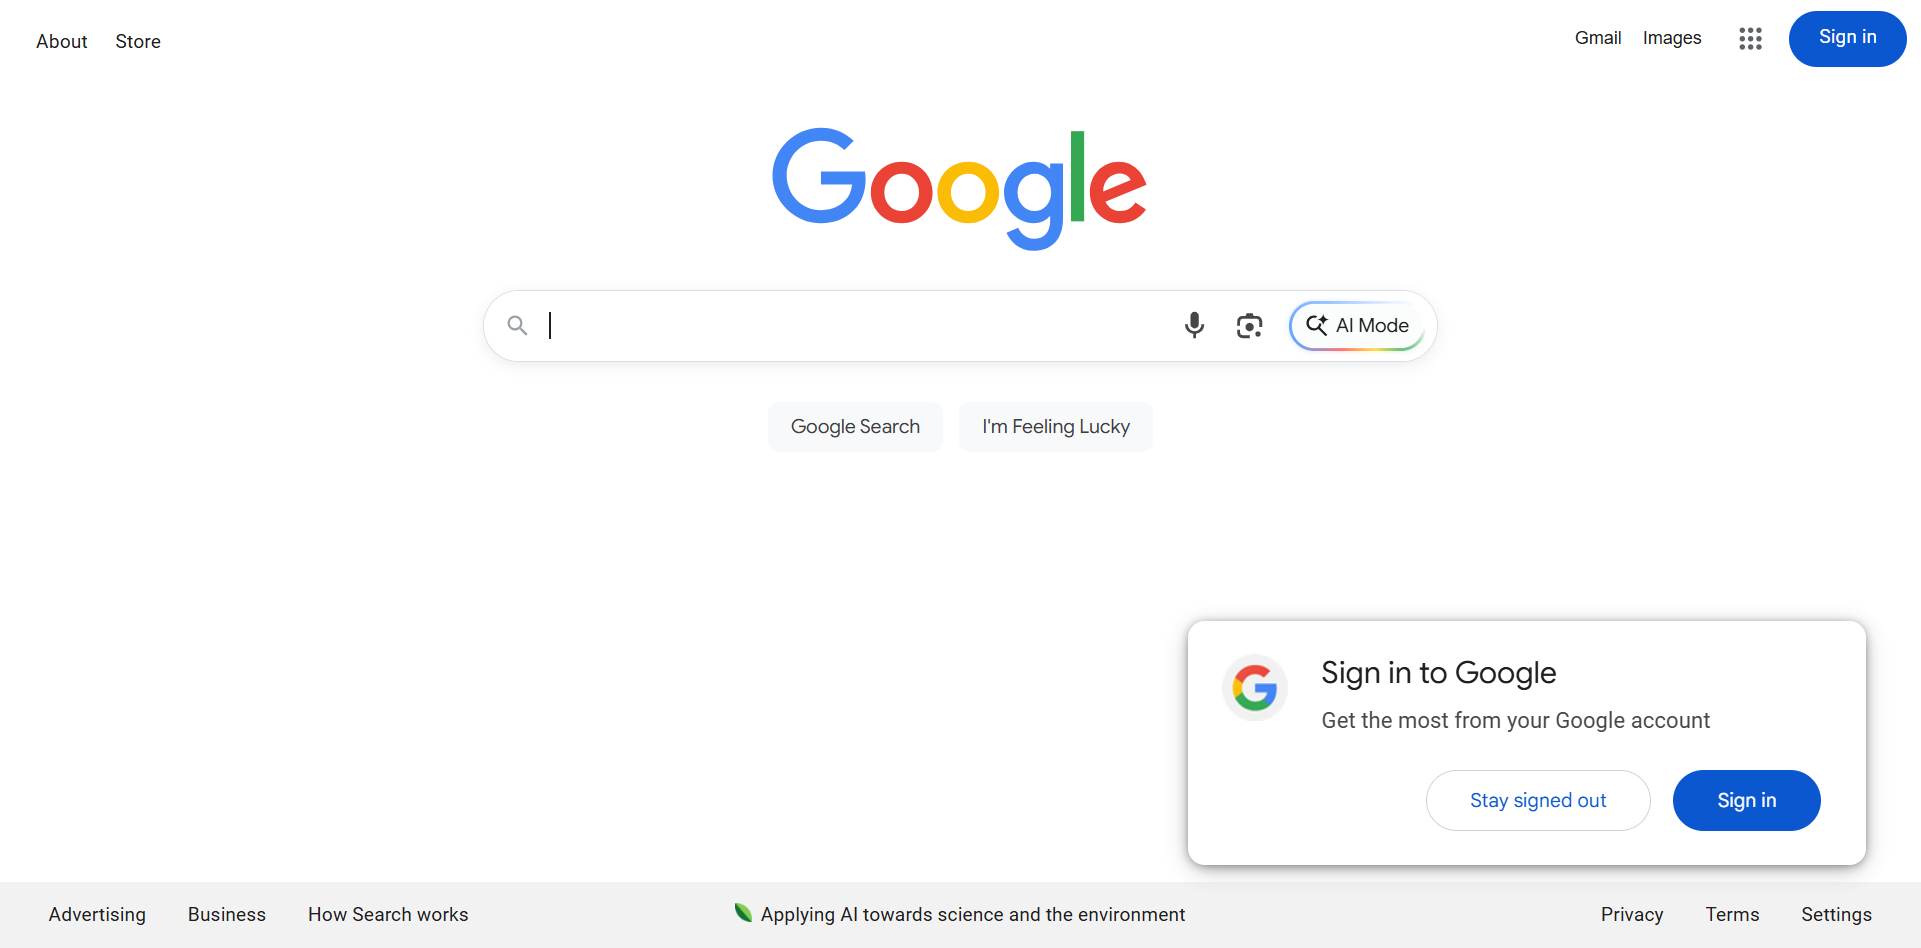 About Store Gmail Images Sign in
Google
AI Mode
Google Search I'm Feeling Lucky
Sign in to Google
Get the most from your Google account
Stay signed out Sign in
Advertising Business How Search works Applying AI towards science and the environment Privacy Terms Settings